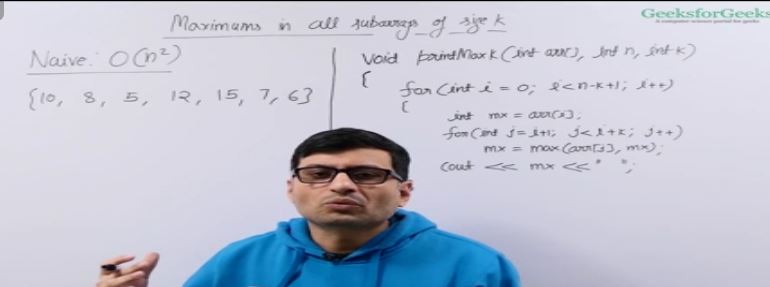 Maximums in all subarrays of size k
GeeksforGeeks
A computer science portal for geeks
Naive: O(n²)
{10, 8, 5, 12, 15, 7, 6}
void printMaxK(int arr[], int n, int k)
{
for(int i = 0; i<n-k+1; i++)
{
int mx = arr[i];
for(int j=i+1; j<i+k; j++)
mx = max(arr[j], mx);
cout << mx << " ";